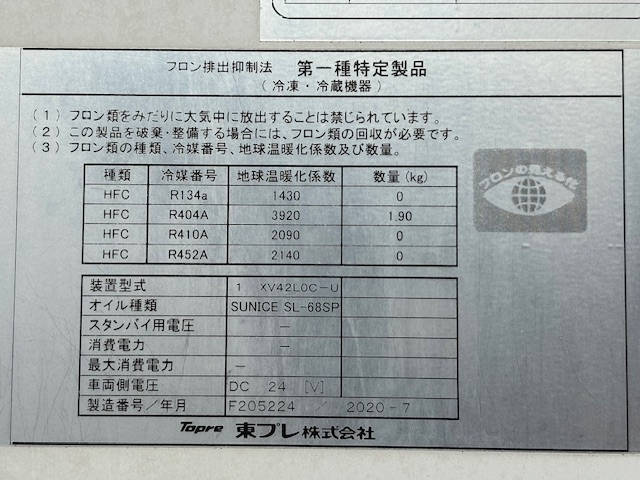 フロン排出抑制法 第一種特定製品
(冷凍・冷蔵機器)
(1) フロン類をみだりに大気中に放出することは禁じられています。
(2) この製品を破棄・整備する場合には、フロン類の回収が必要です。
(3) フロン類の種類、冷媒番号、地球温暖化係数及び数量。
種類 冷媒番号 地球温暖化係数 数量(kg)
HFC R134a 1430 0
HFC R404A 3920 1.90
HFC R410A 2090 0
HFC R452A 2140 0
フロンの見える化
装置型式 1 XV42L0C-U
オイル種類 SUNICE SL-68SP
スタンバイ用電圧 -
消費電力 -
最大消費電力 -
車両側電圧 DC 24 [V]
製造番号/年月 F205224 / 2020-7
Topre 東プレ株式会社